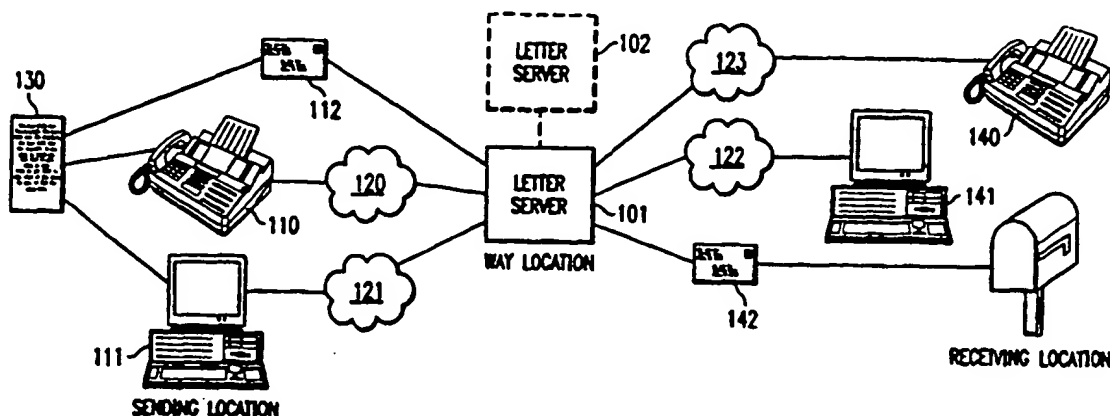 LETTER
SERVER
102
123
130
112
140
122
120
LETTER
SERVER
101
141
110
WAY LOCATION
121
142
111
RECEIVING LOCATION
SENDING LOCATION